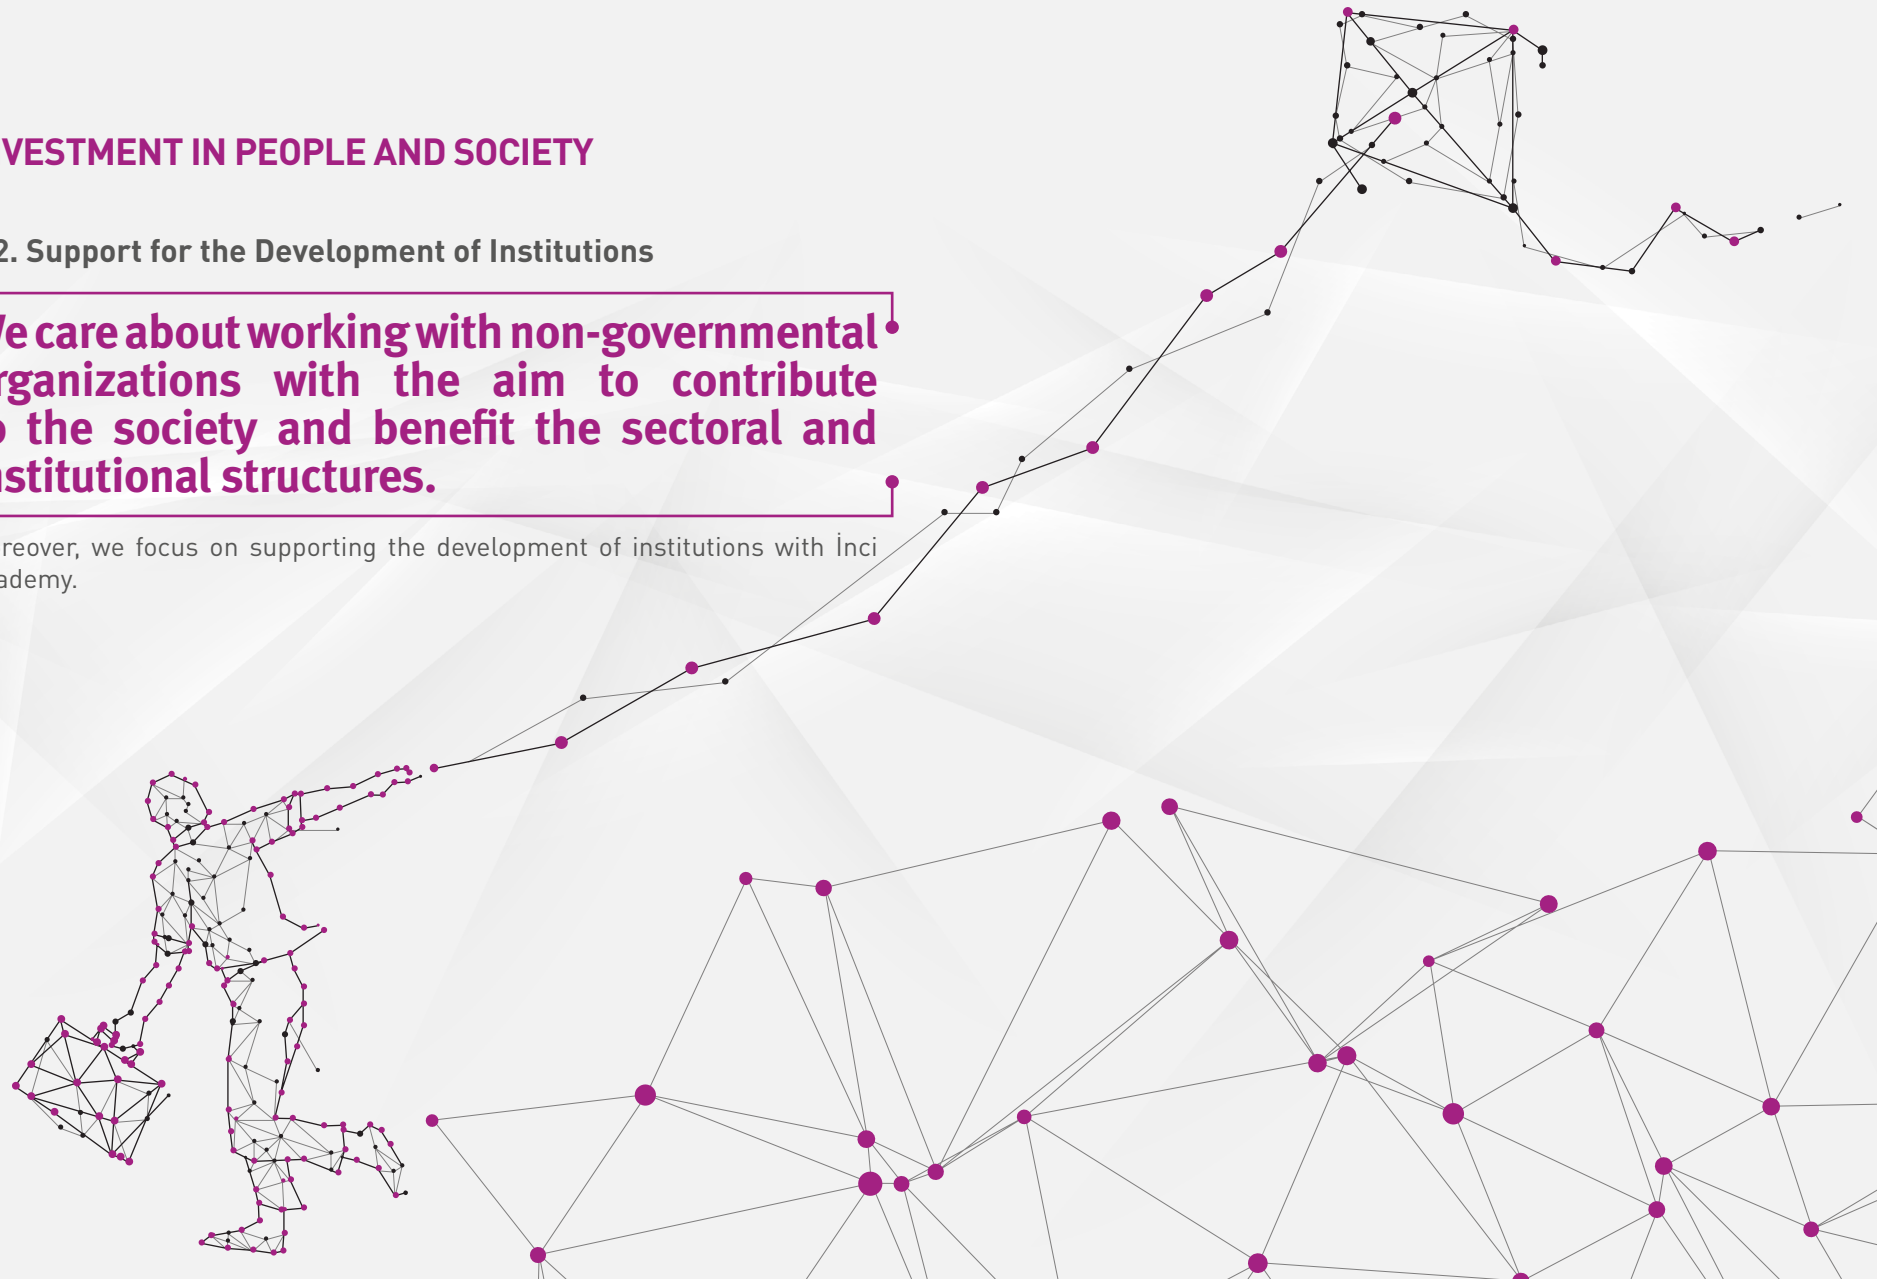 VESTMENT IN PEOPLE AND SOCIETY
2. Support for the Development of Institutions
e care about working with non-governmental
rganizations with the aim to contribute
the society and benefit the sectoral and
stitutional structures.
reover, we focus on supporting the development of institutions with İnci
ademy.